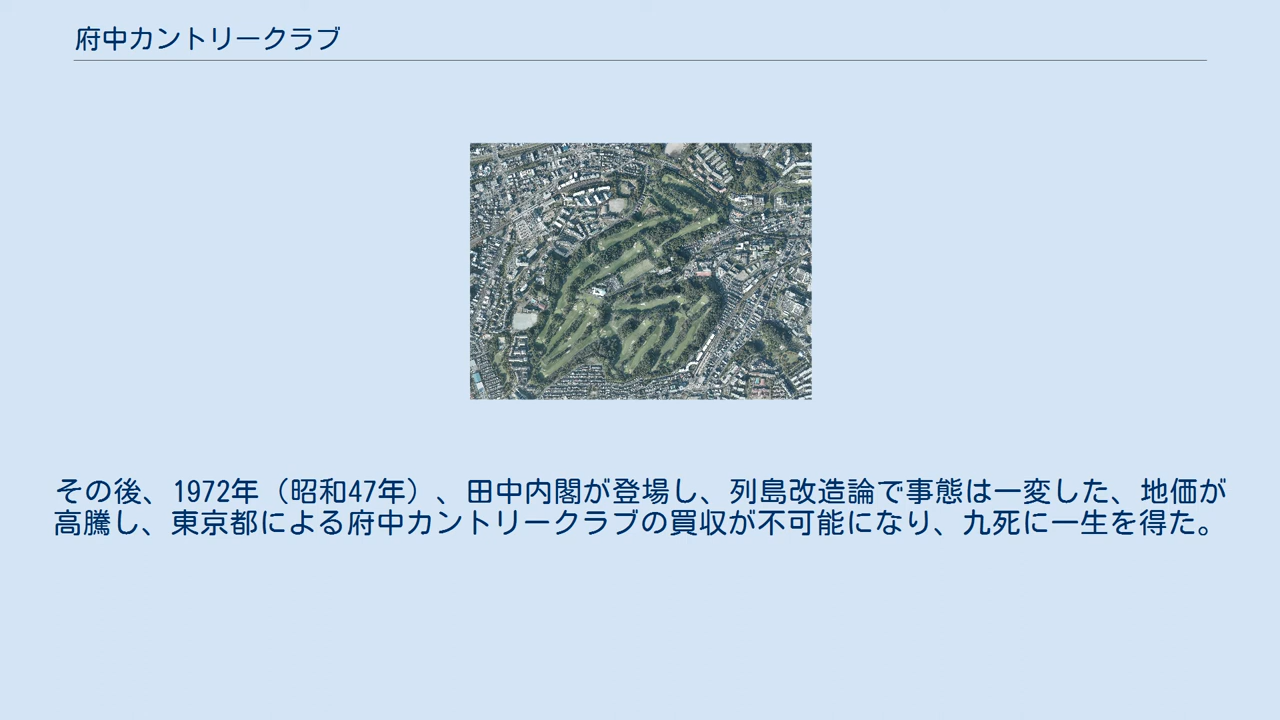 府中カントリークラブ
その後、1972年（昭和47年）、田中内閣が登場し、列島改造論で事態は一変した、地価が
高騰し、東京都による府中カントリークラブの買収が不可能になり、九死に一生を得た。